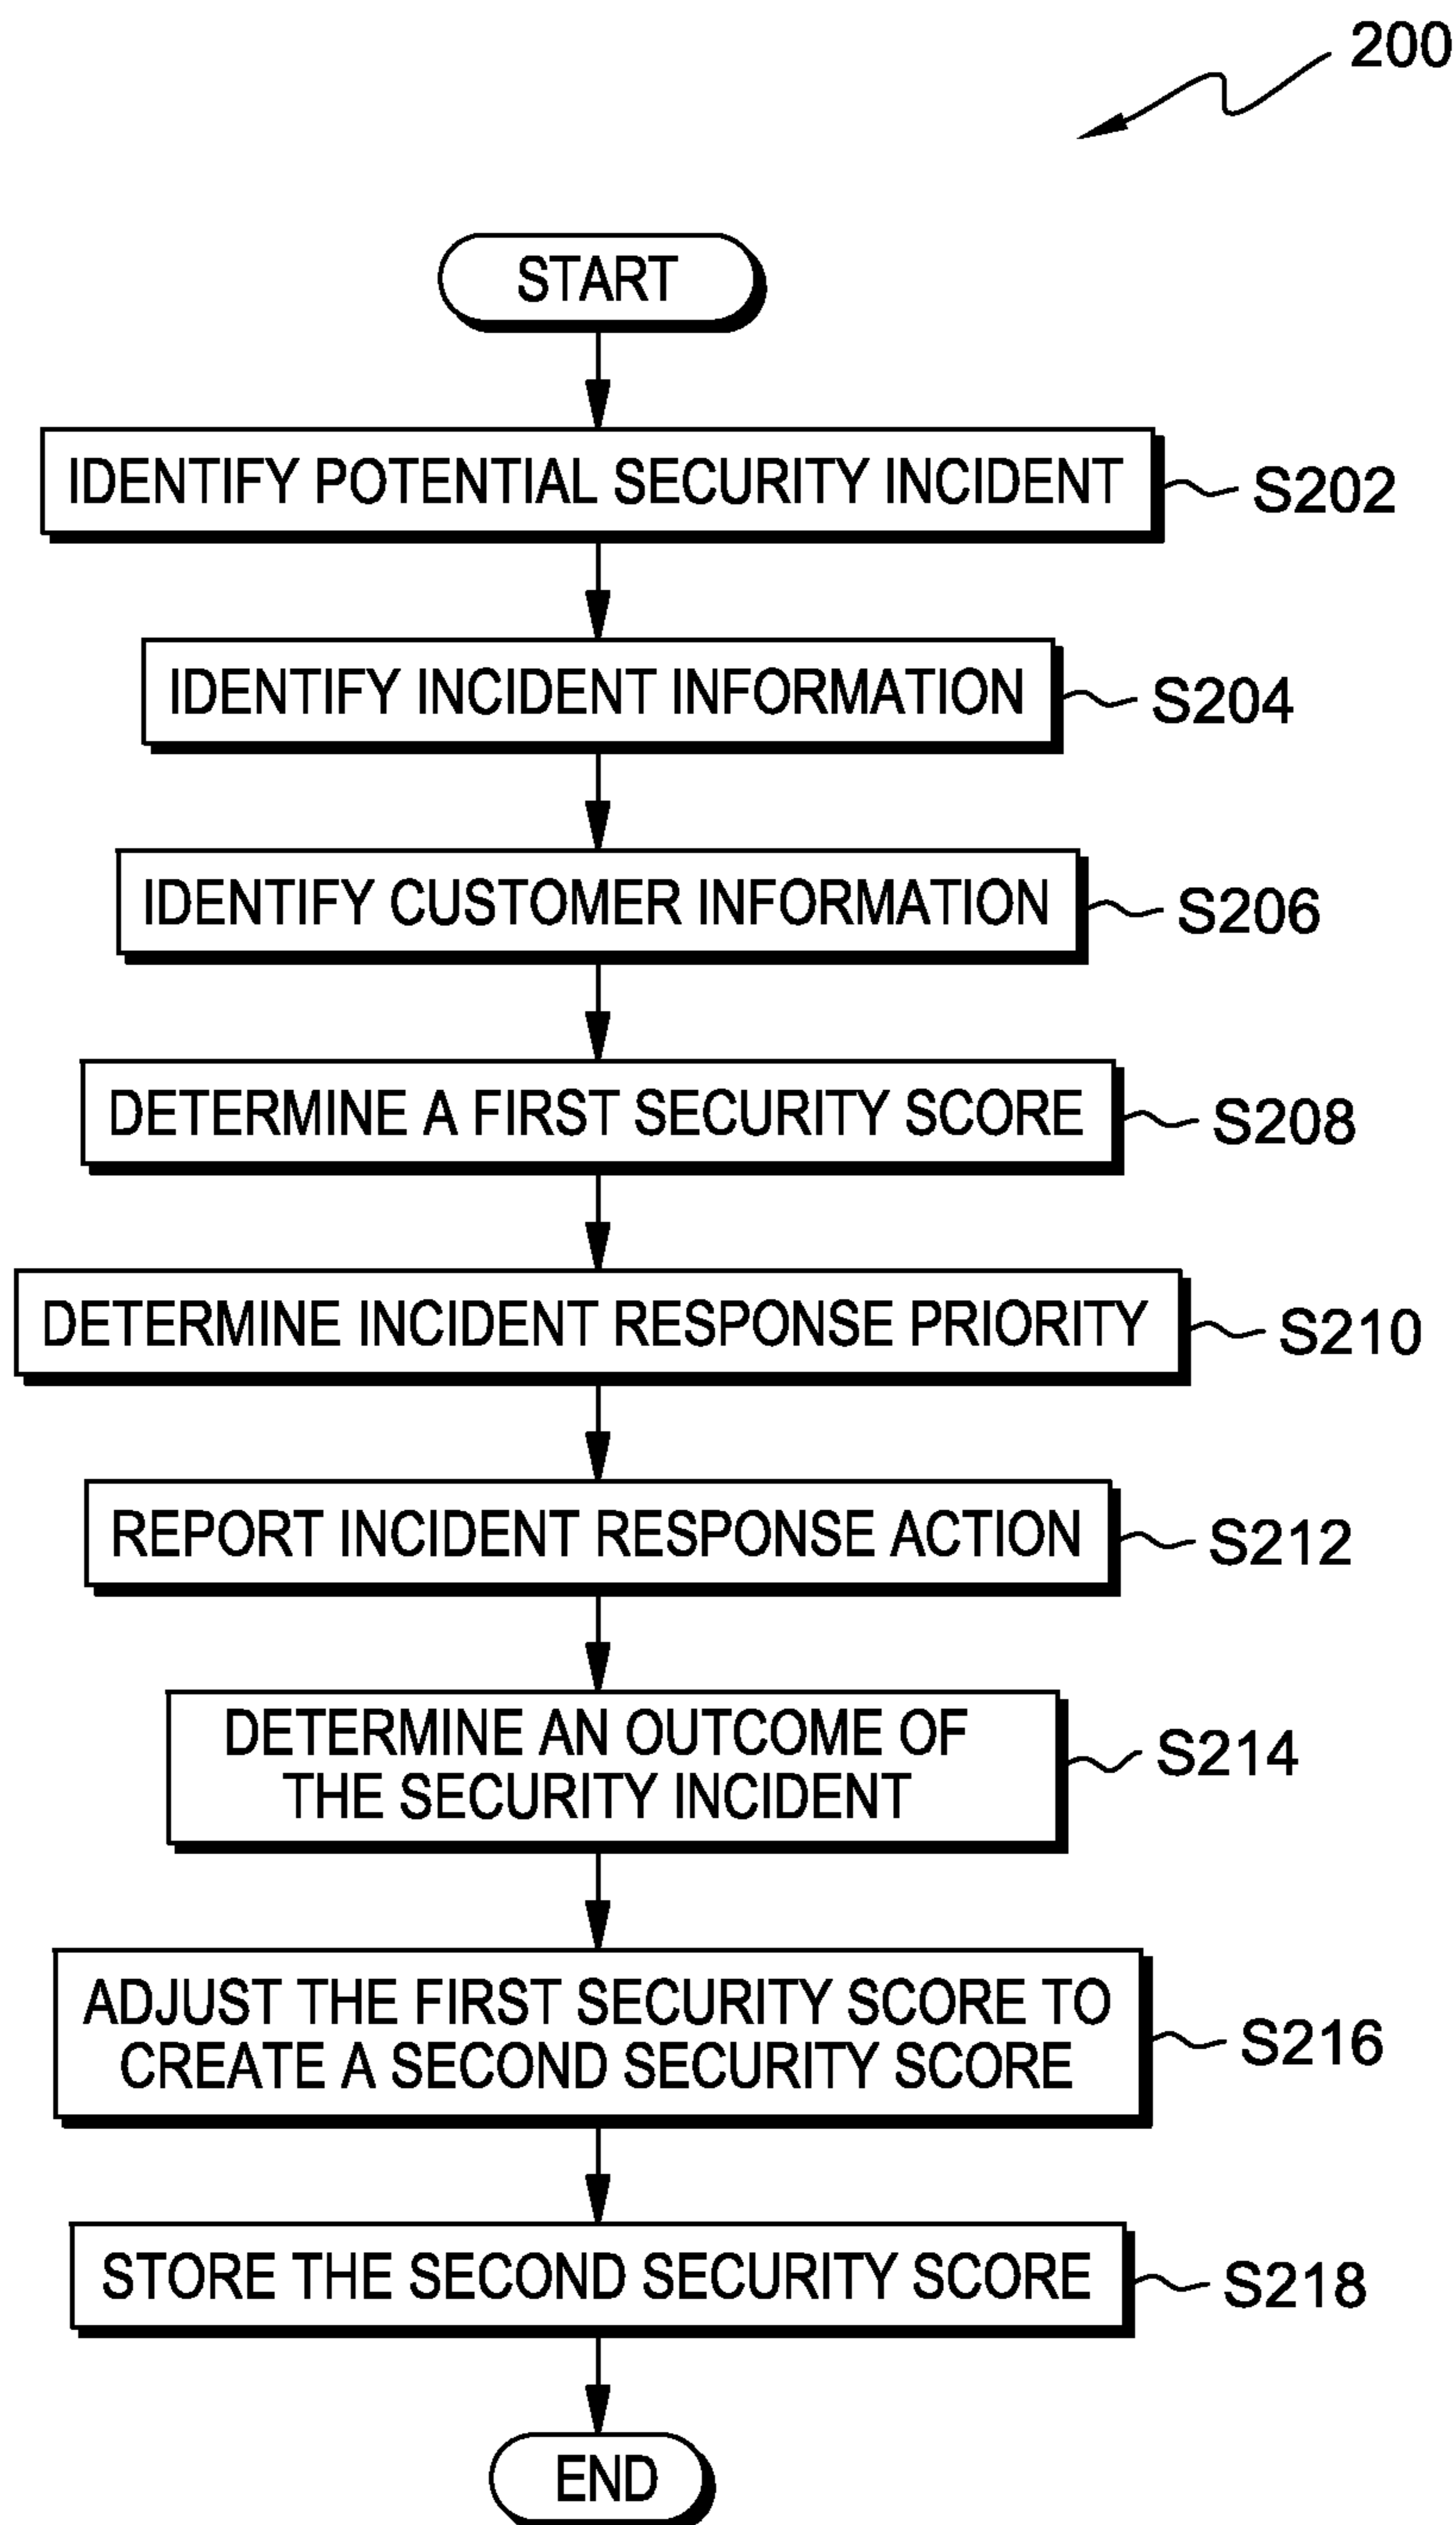 200
START
IDENTIFY POTENTIAL SECURITY INCIDENT
S202
IDENTIFY INCIDENT INFORMATION
S204
IDENTIFY CUSTOMER INFORMATION
S206
DETERMINE A FIRST SECURITY SCORE
S208
DETERMINE INCIDENT RESPONSE PRIORITY
S210
REPORT INCIDENT RESPONSE ACTION
S212
DETERMINE AN OUTCOME OF
THE SECURITY INCIDENT
S214
ADJUST THE FIRST SECURITY SCORE TO
CREATE A SECOND SECURITY SCORE
S216
STORE THE SECOND SECURITY SCORE
S218
END